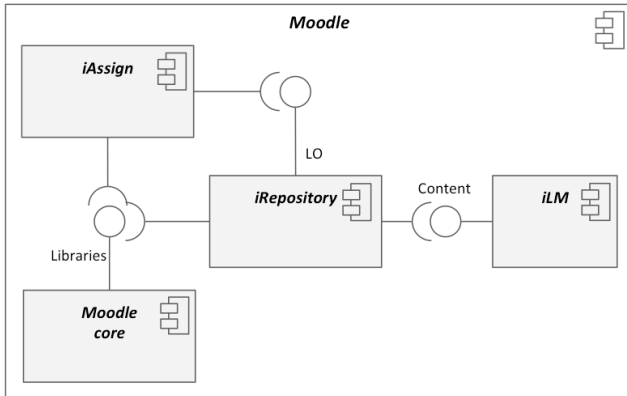 Moodle
iAssign
LO
iRepository
Content
iLM
Libraries
Moodle
core